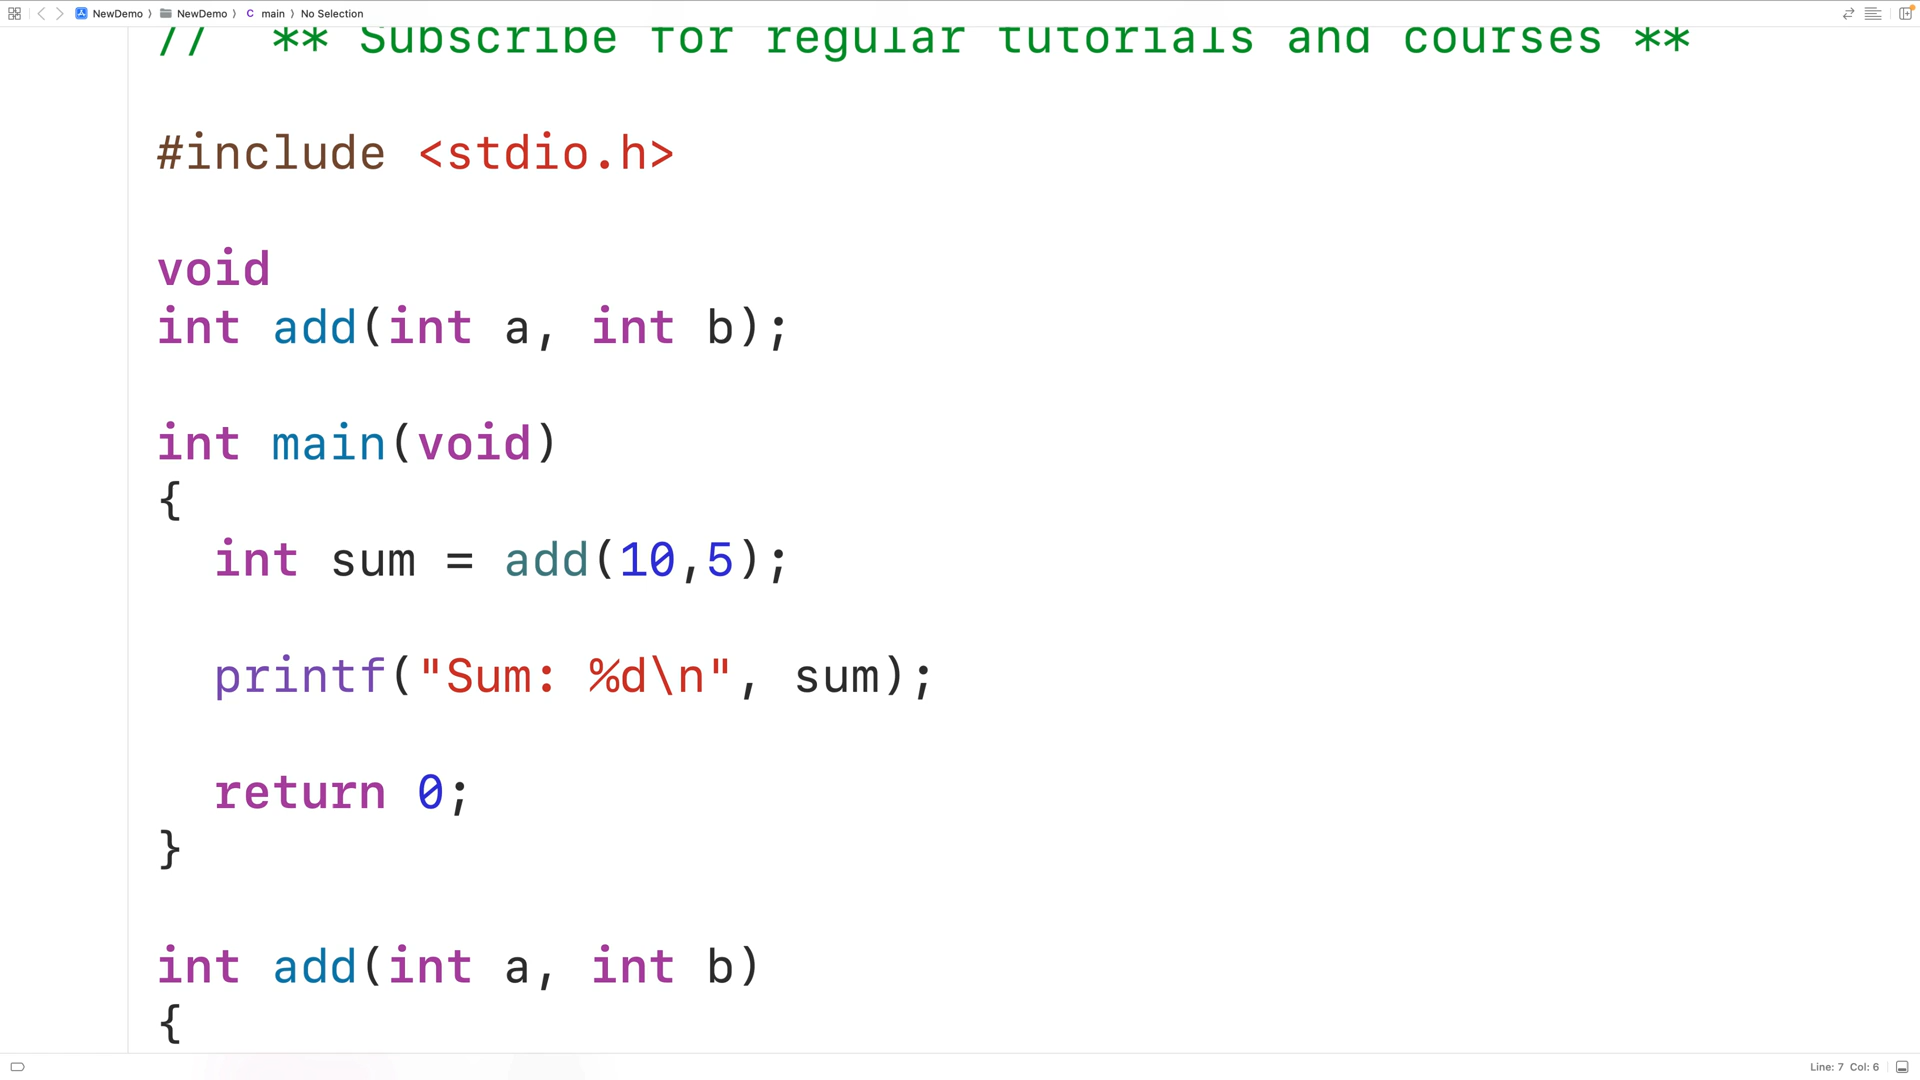 NewDemo ⟩ NewDemo ⟩ C main ⟩ No Selection
//  ** Subscribe for regular tutorials and courses **
#include <stdio.h>
void
int add(int a, int b);
int main(void)
{
  int sum = add(10,5);
  printf("Sum: %d\n", sum);
  return 0;
}
int add(int a, int b)
{
Line: 7  Col: 6